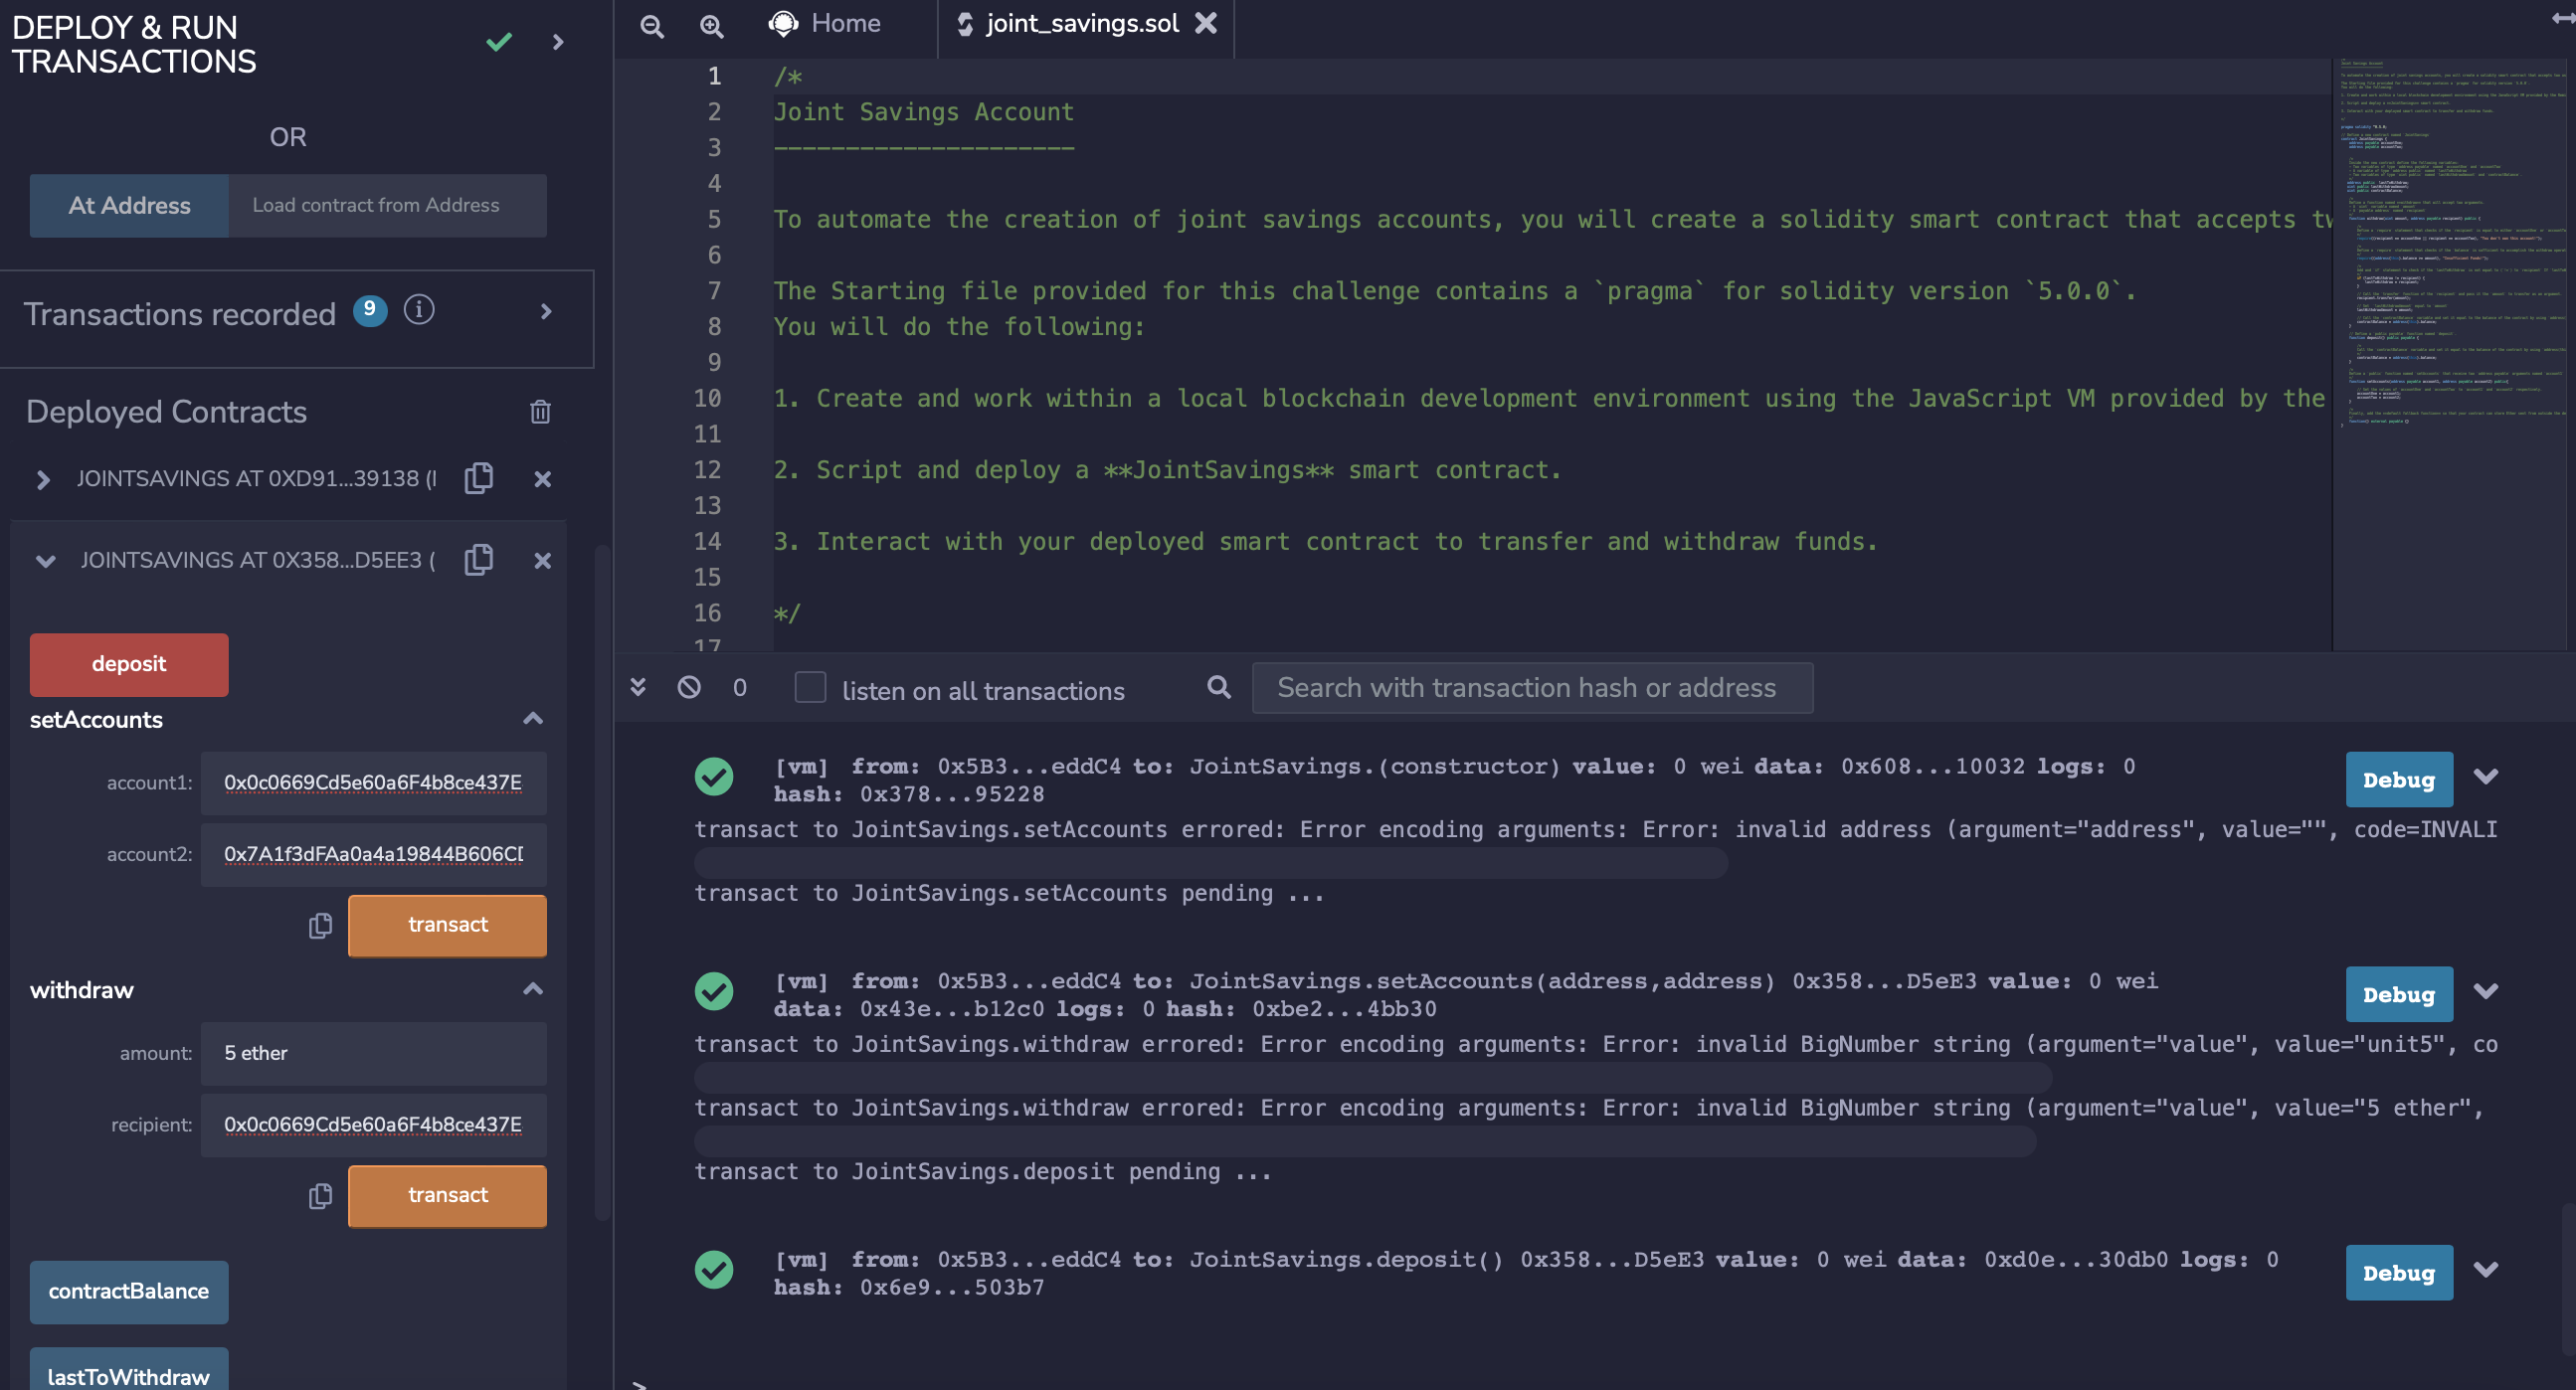 DEPLOY & RUN
TRANSACTIONS
OR
At Address
Load contract from Address
Transactions recorded 9 i
Deployed Contracts
JOINTSAVINGS AT 0XD91...39138 (
JOINTSAVINGS AT 0X358...D5EE3 (
deposit
setAccounts
account1: 0x0c0669Cd5e60a6F4b8ce437E
account2: 0x7A1f3dFAa0a4a19844B606C
transact
withdraw
amount: 5 ether
recipient: 0x0c0669Cd5e60a6F4b8ce437E
transact
contractBalance
lastToWithdraw
Home
joint_savings.sol
1 /*
2 Joint Savings Account
3 ---------------------
4
5 To automate the creation of joint savings accounts, you will create a solidity smart contract that accepts tw
6
7 The Starting file provided for this challenge contains a `pragma` for solidity version `5.0.0`.
8 You will do the following:
9
10 1. Create and work within a local blockchain development environment using the JavaScript VM provided by the
11
12 2. Script and deploy a **JointSavings** smart contract.
13
14 3. Interact with your deployed smart contract to transfer and withdraw funds.
15
16 */
17
0
listen on all transactions
Search with transaction hash or address
[vm] from: 0x5B3...eddC4 to: JointSavings.(constructor) value: 0 wei data: 0x608...10032 logs: 0
hash: 0x378...95228
Debug
transact to JointSavings.setAccounts errored: Error encoding arguments: Error: invalid address (argument="address", value="", code=INVALI
transact to JointSavings.setAccounts pending ...
[vm] from: 0x5B3...eddC4 to: JointSavings.setAccounts(address,address) 0x358...D5eE3 value: 0 wei
data: 0x43e...b12c0 logs: 0 hash: 0xbe2...4bb30
Debug
transact to JointSavings.withdraw errored: Error encoding arguments: Error: invalid BigNumber string (argument="value", value="unit5", co
transact to JointSavings.withdraw errored: Error encoding arguments: Error: invalid BigNumber string (argument="value", value="5 ether",
transact to JointSavings.deposit pending ...
[vm] from: 0x5B3...eddC4 to: JointSavings.deposit() 0x358...D5eE3 value: 0 wei data: 0xd0e...30db0 logs: 0
hash: 0x6e9...503b7
Debug
>